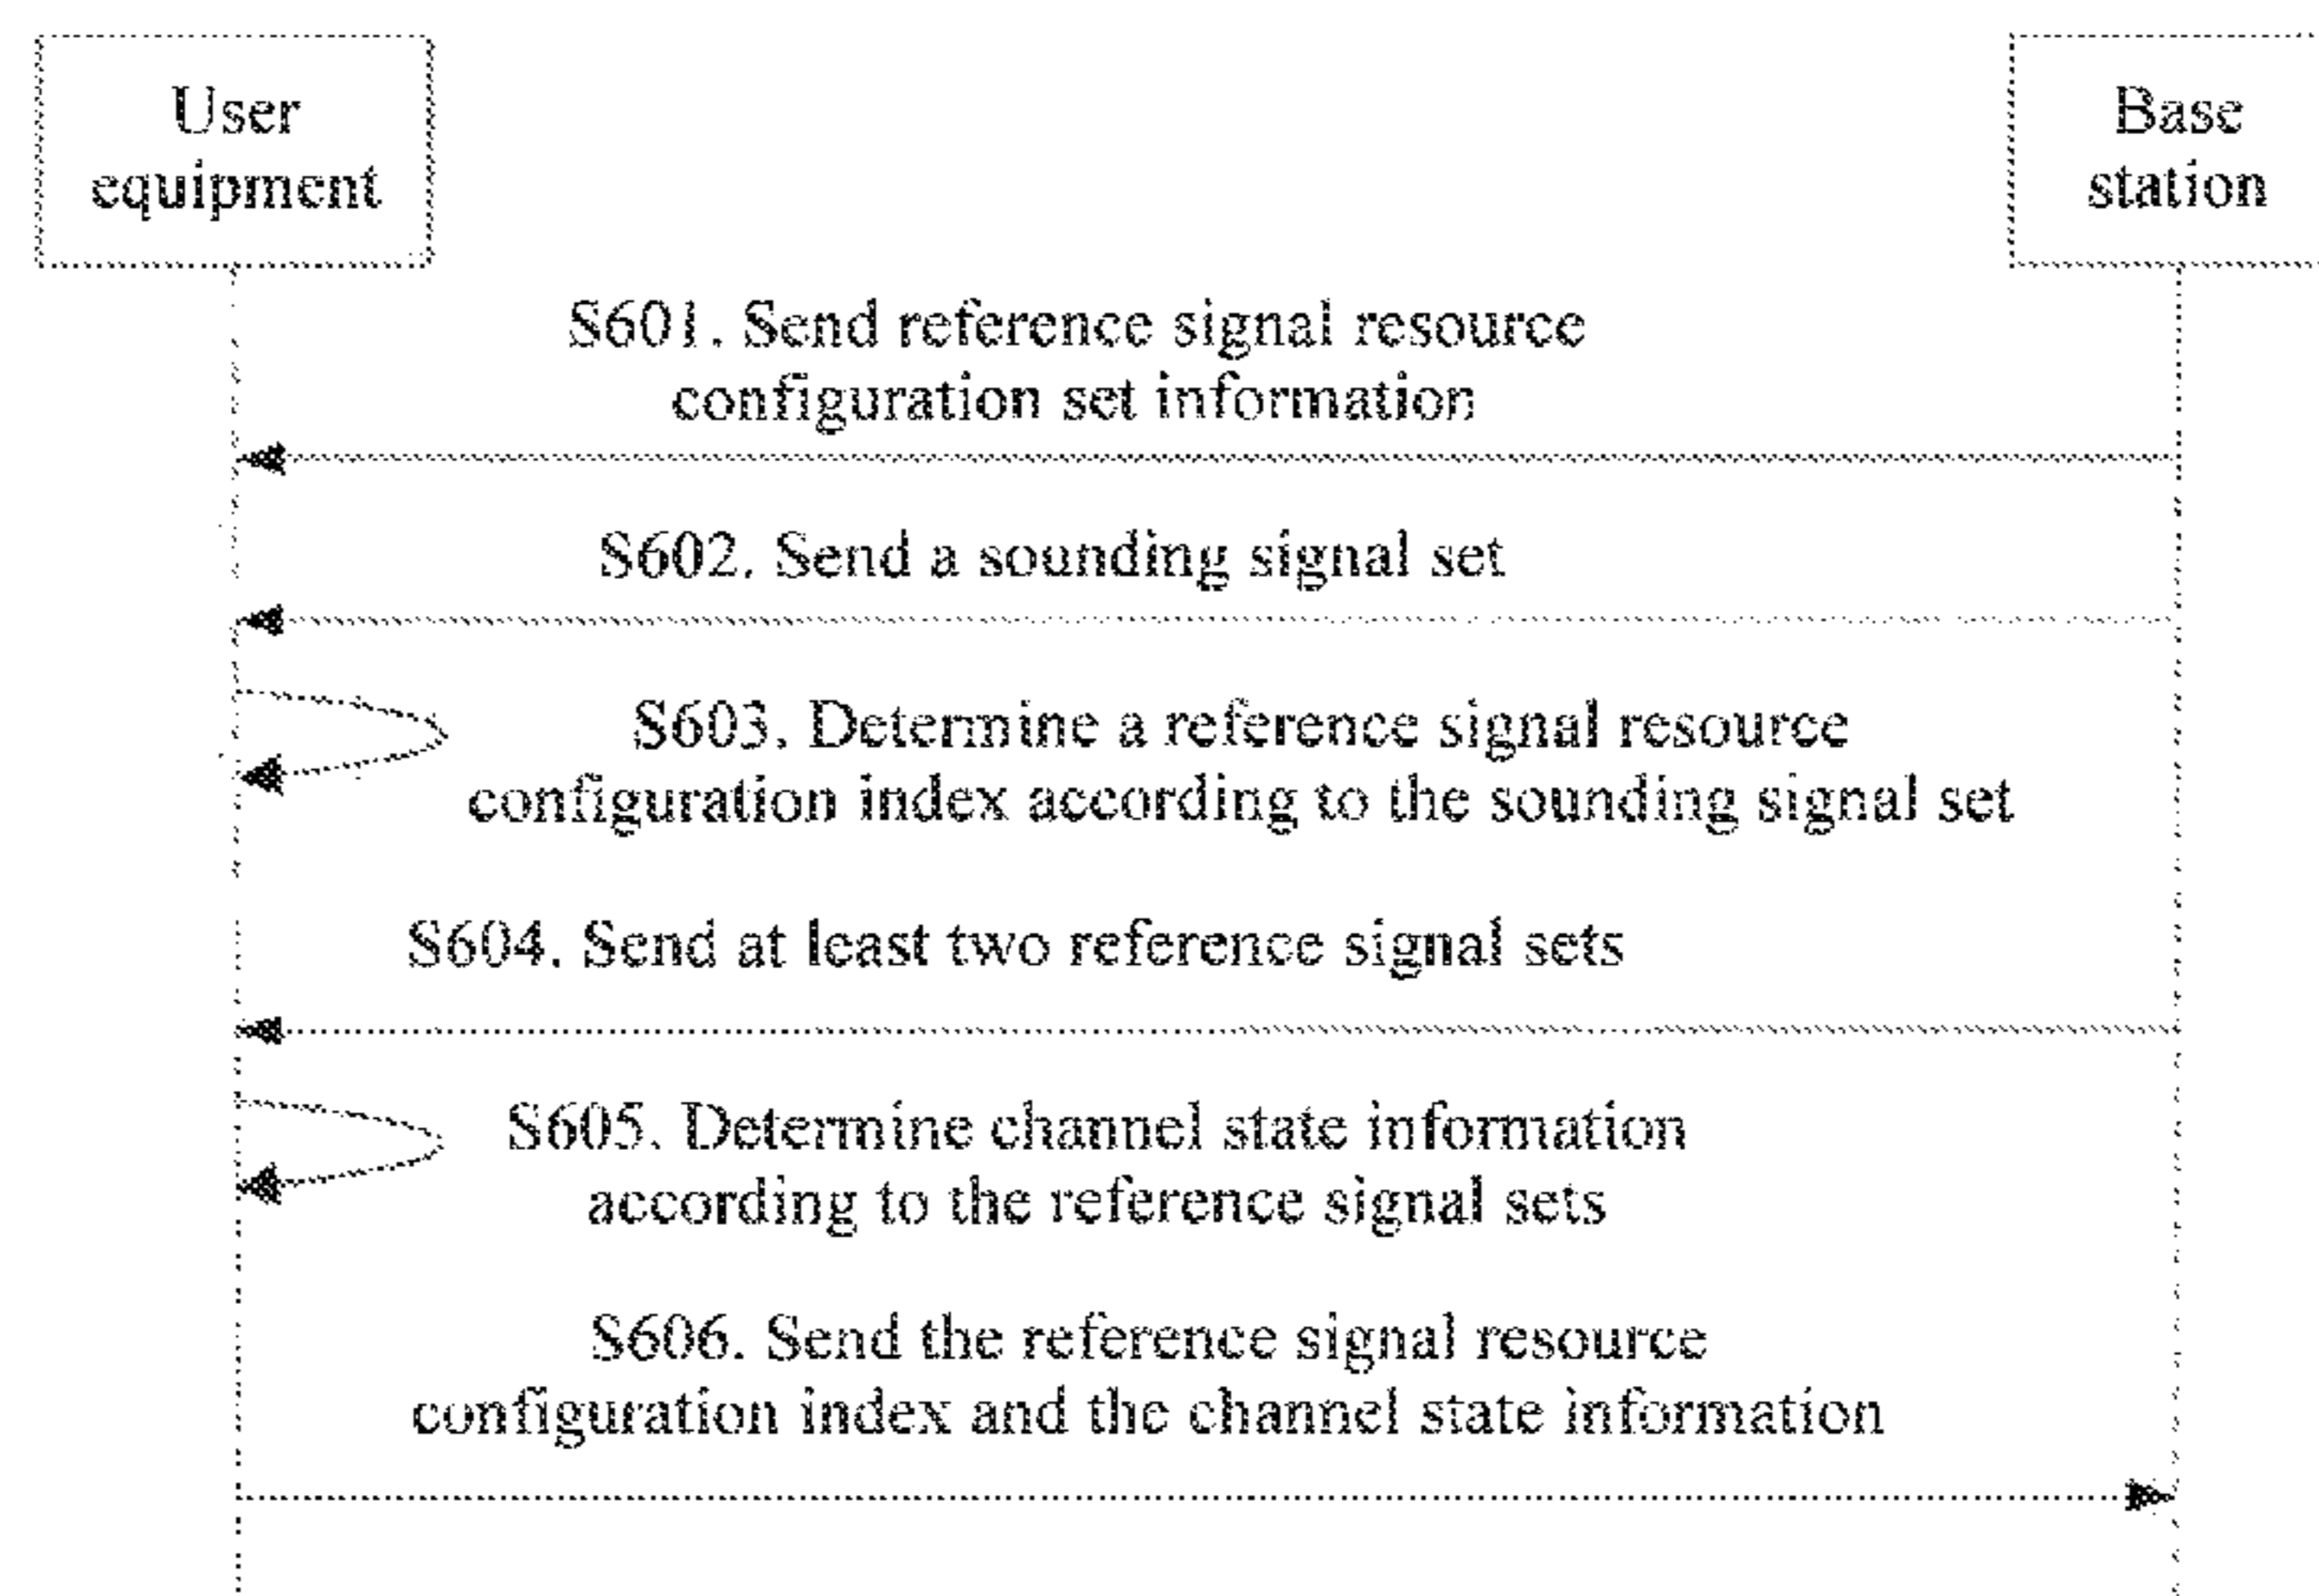 User
equipment
Base
station
S601. Send reference signal resource
configuration set information
S602. Send a sounding signal set
S603. Determine a reference signal resource
configuration index according to the sounding signal set
S604. Send at least two reference signal sets
S605. Determine channel state information
according to the reference signal sets
S606. Send the reference signal resource
configuration index and the channel state information